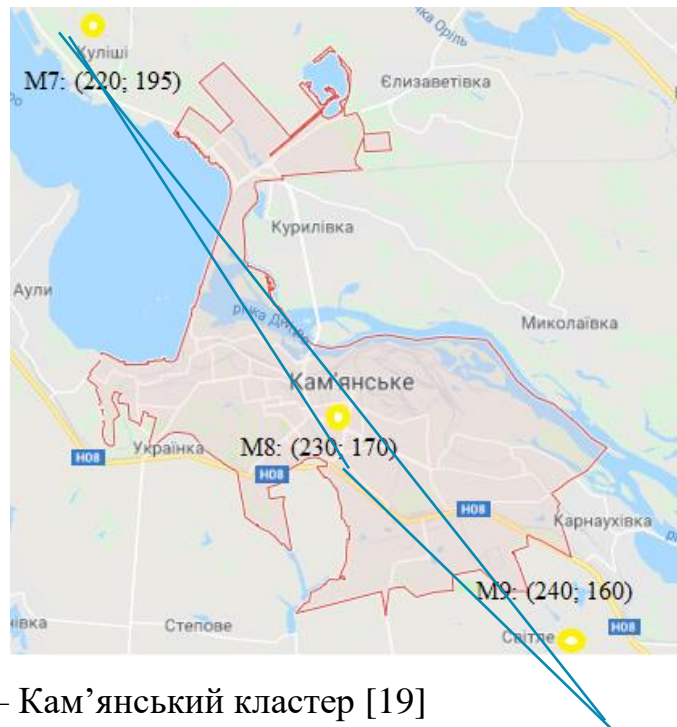 ка Оріль
Куліші
M7: (220; 195)
Єлизаветівка
Курилівка
Аули
річка Дніпро
Миколаївка
Кам'янське
M8: (230; 170)
Українка
H08
H08
H08
Карнаухівка
M9: (240; 160)
Світле
H08
івка
Степове
– Кам’янський кластер [19]